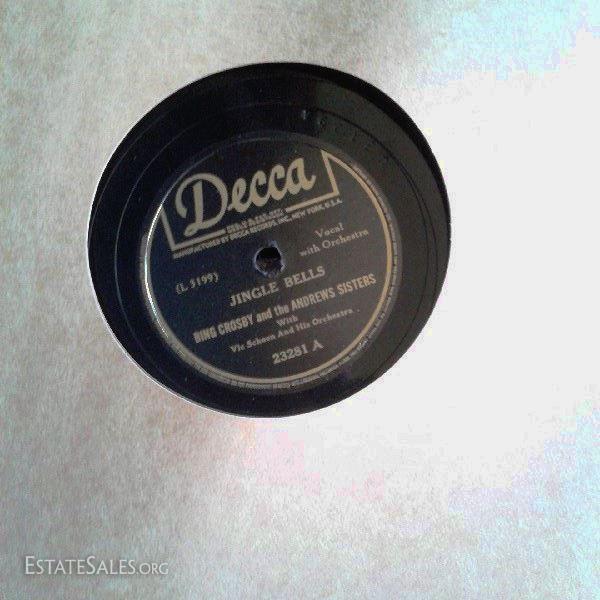 Decca
MANUFACTURED BY DECCA RECORDS, INC., NEW YORK, U.S.A.
Vocal
with Orchestra
(L 5199)
JINGLE BELLS
BING CROSBY and the ANDREWS SISTERS
With
Vic Schoen And His Orchestra
23281 A
ESTATESALES.ORG